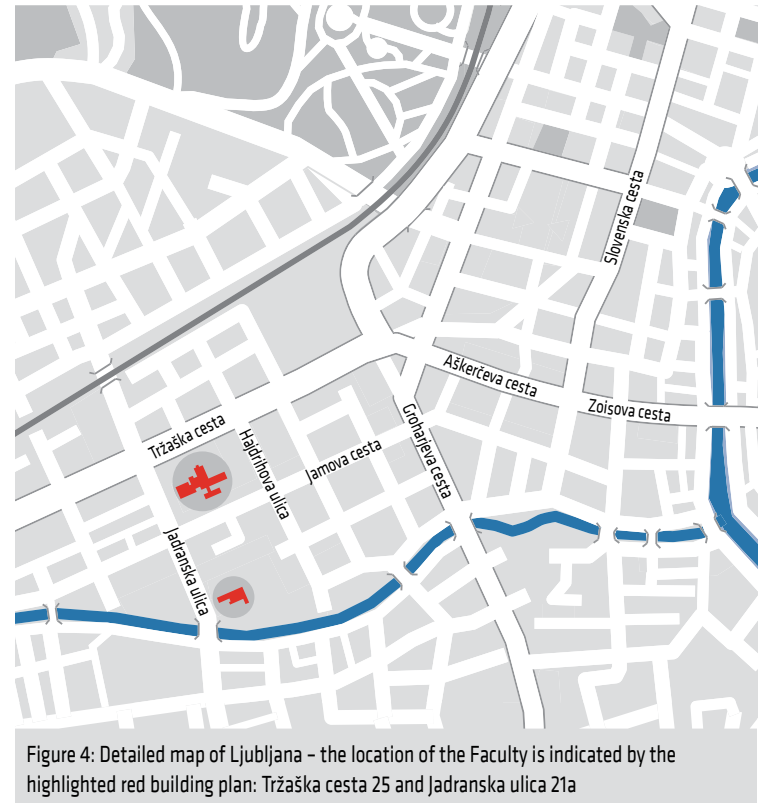 Slovenska cesta
Aškerčeva cesta
Zoisova cesta
Groharjeva cesta
Tržaška cesta
Hajdrihova ulica
Jamova cesta
Jadranska ulica
Figure 4: Detailed map of Ljubljana – the location of the Faculty is indicated by the
highlighted red building plan: Tržaška cesta 25 and Jadranska ulica 21a